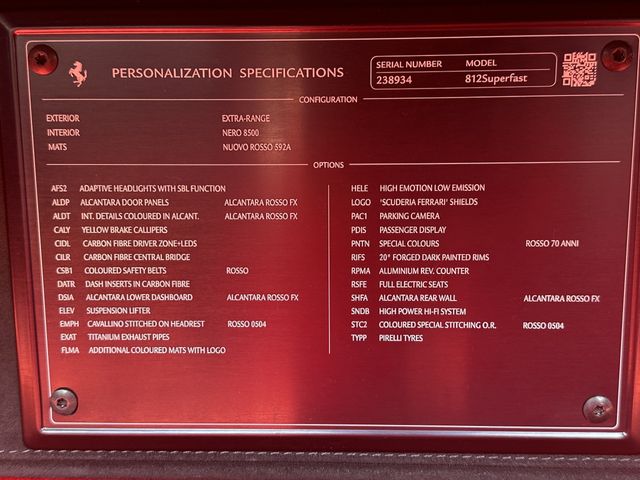 PERSONALIZATION SPECIFICATIONS
SERIAL NUMBER MODEL
238934 812Superfast
CONFIGURATION
EXTERIOR EXTRA-RANGE
INTERIOR NERO 8500
MATS NUOVO ROSSO 592A
OPTIONS
AFS2 ADAPTIVE HEADLIGHTS WITH SBL FUNCTION
ALDP ALCANTARA DOOR PANELS ALCANTARA ROSSO FX
ALDT INT. DETAILS COLOURED IN ALCANT. ALCANTARA ROSSO FX
CALY YELLOW BRAKE CALLIPERS
CIDL CARBON FIBRE DRIVER ZONE+LEDS
CILR CARBON FIBRE CENTRAL BRIDGE
CSB1 COLOURED SAFETY BELTS ROSSO
DATR DASH INSERTS IN CARBON FIBRE
DSIA ALCANTARA LOWER DASHBOARD ALCANTARA ROSSO FX
ELEV SUSPENSION LIFTER
EMPH CAVALLINO STITCHED ON HEADREST ROSSO 0504
EXAT TITANIUM EXHAUST PIPES
FLMA ADDITIONAL COLOURED MATS WITH LOGO
HELE HIGH EMOTION LOW EMISSION
LOGO 'SCUDERIA FERRARI' SHIELDS
PAC1 PARKING CAMERA
PDIS PASSENGER DISPLAY
PNTN SPECIAL COLOURS ROSSO 70 ANNI
RIFS 20" FORGED DARK PAINTED RIMS
RPMA ALUMINIUM REV. COUNTER
RSFE FULL ELECTRIC SEATS
SHFA ALCANTARA REAR WALL ALCANTARA ROSSO FX
SNDB HIGH POWER HI-FI SYSTEM
STC2 COLOURED SPECIAL STITCHING O.R. ROSSO 0504
TYPP PIRELLI TYRES